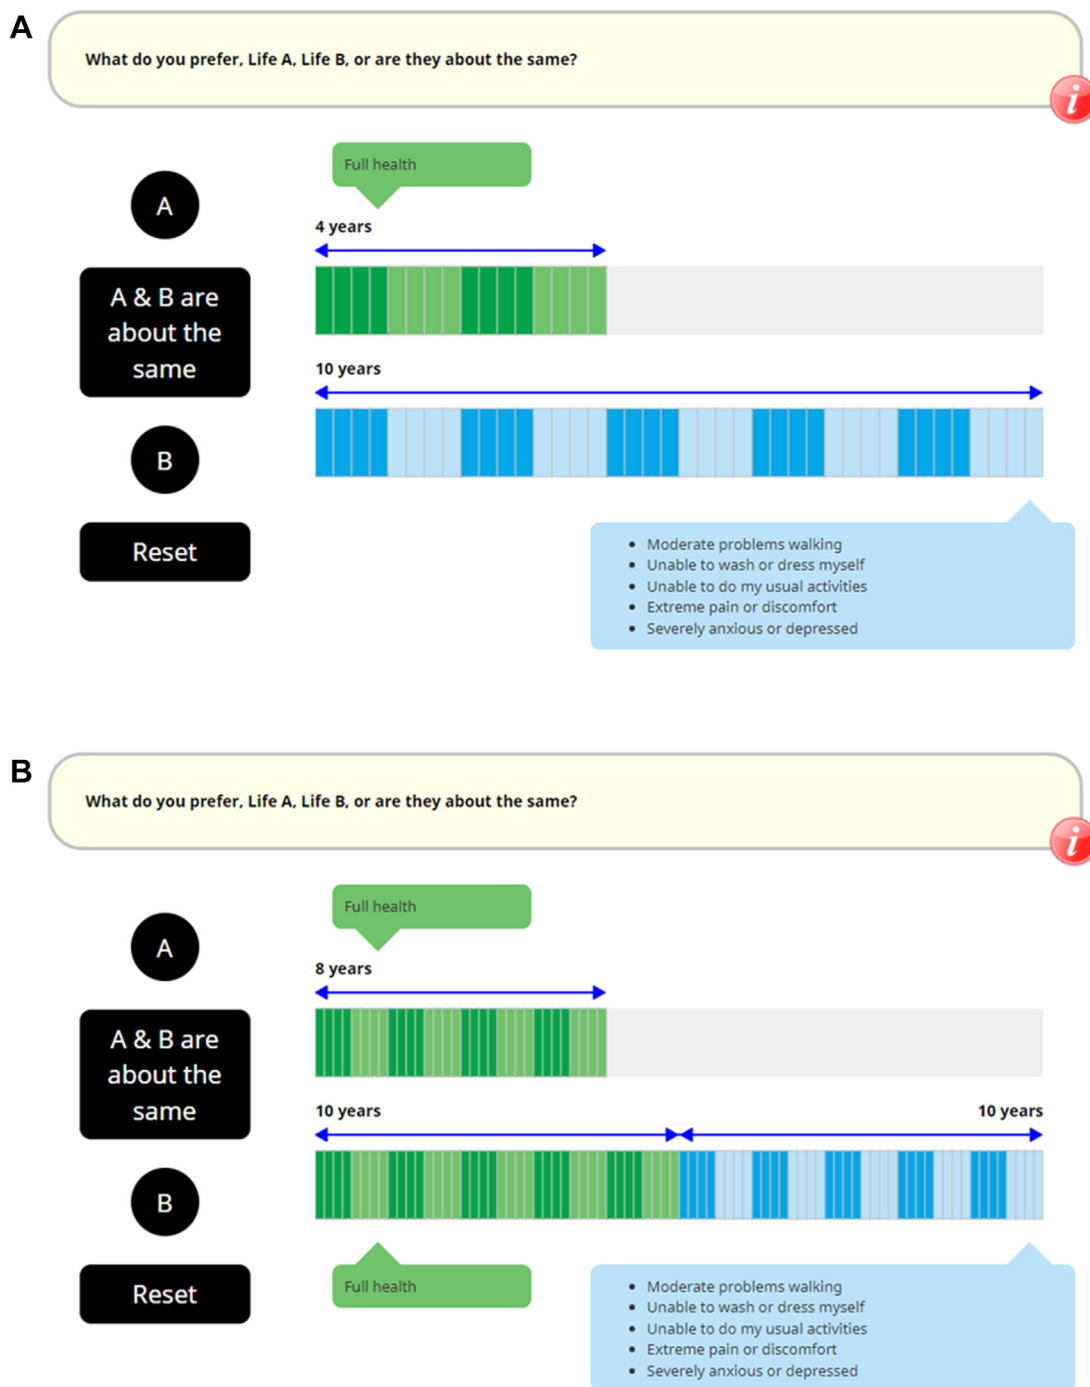 A
What do you prefer, Life A, Life B, or are they about the same?
i
Full health
A
4 years
A & B are
about the
same
10 years
B
Reset
• Moderate problems walking
• Unable to wash or dress myself
• Unable to do my usual activities
• Extreme pain or discomfort
• Severely anxious or depressed
B
What do you prefer, Life A, Life B, or are they about the same?
i
Full health
A
8 years
A & B are
about the
same
10 years
10 years
B
Full health
Reset
• Moderate problems walking
• Unable to wash or dress myself
• Unable to do my usual activities
• Extreme pain or discomfort
• Severely anxious or depressed